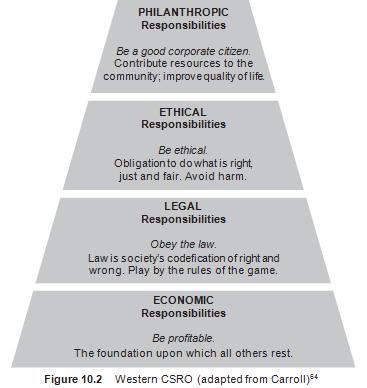 PHILANTHROPIC
Responsibilities
Be a good corporate citizen.
Contribute resources to the
community; improve quality of life.
ETHICAL
Responsibilities
Be ethical.
Obligation to do what is right,
just and fair. Avoid harm.
LEGAL
Responsibilities
Obey the law.
Law is society's codefication of right and
wrong. Play by the rules of the game.
ECONOMIC
Responsibilities
Be profitable.
The foundation upon which all others rest.
Figure 10.2 Western CSRO (adapted from Carroll)⁶⁴